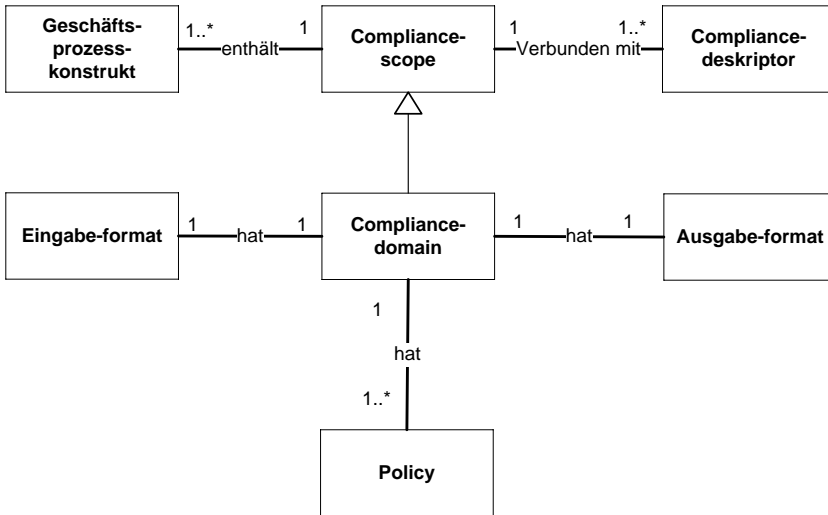 Geschäfts-
prozess-
konstrukt
1..*
enthält
1
Compliance-
scope
1
Verbunden mit
1..*
Compliance-
deskriptor
Eingabe-format
1
hat
1
Compliance-
domain
1
hat
1
Ausgabe-format
1
hat
1..*
Policy